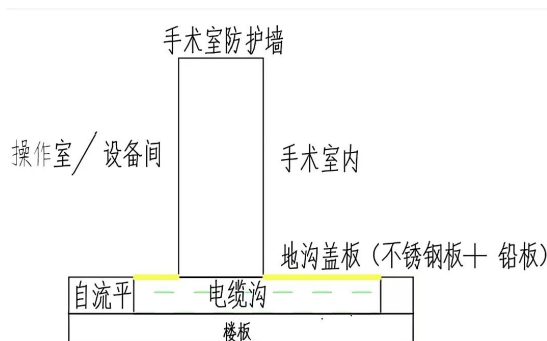 手术室防护墙
操作室/设备间
手术室内
地沟盖板(不锈钢板+ 铅板)
自流平
电缆沟
楼板